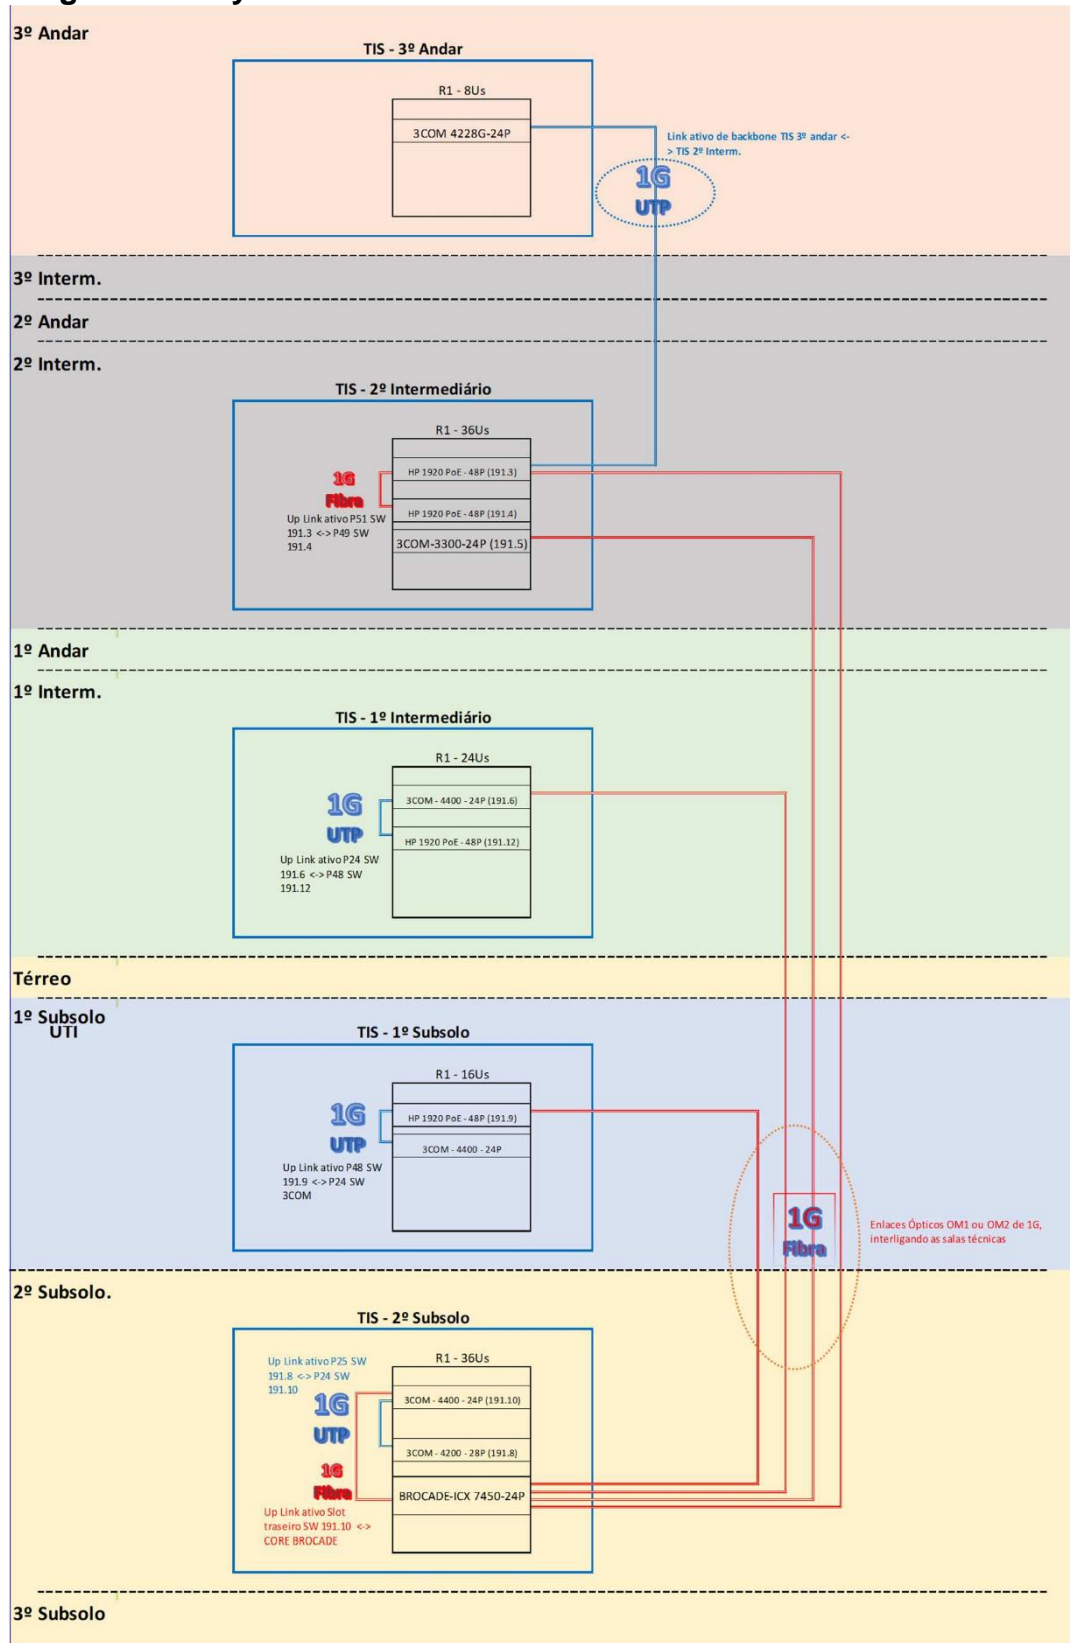 3º Andar
TIS - 3º Andar
R1 - 8Us
3COM 4228G-24P
Link ativo de backbone TIS 3º andar <-
> TIS 2º Interm.
1G
UTP
3º Interm.
2º Andar
2º Interm.
TIS - 2º Intermediário
R1 - 36Us
HP 1920 PoE - 48P (191.3)
1G
Fibra
HP 1920 PoE - 48P (191.4)
Up Link ativo P51 SW
191.3 <-> P49 SW
191.4
3COM-3300-24P (191.5)
1º Andar
1º Interm.
TIS - 1º Intermediário
R1 - 24Us
3COM - 4400 - 24P (191.6)
1G
UTP
HP 1920 PoE - 48P (191.12)
Up Link ativo P24 SW
191.6 <-> P48 SW
191.12
Térreo
1º Subsolo
UTI
TIS - 1º Subsolo
R1 - 16Us
HP 1920 PoE - 48P (191.9)
1G
UTP
3COM - 4400 - 24P
Up Link ativo P48 SW
191.9 <-> P24 SW
3COM
1G
Fibra
Enlaces Ópticos OM1 ou OM2 de 1G,
interligando as salas técnicas
2º Subsolo.
TIS - 2º Subsolo
R1 - 36Us
Up Link ativo P25 SW
191.8 <-> P24 SW
191.10
3COM - 4400 - 24P (191.10)
1G
UTP
3COM - 4200 - 28P (191.8)
1G
Fibra
BROCADE-ICX 7450-24P
Up Link ativo Slot
traseiro SW 191.10 <->
CORE BROCADE
3º Subsolo